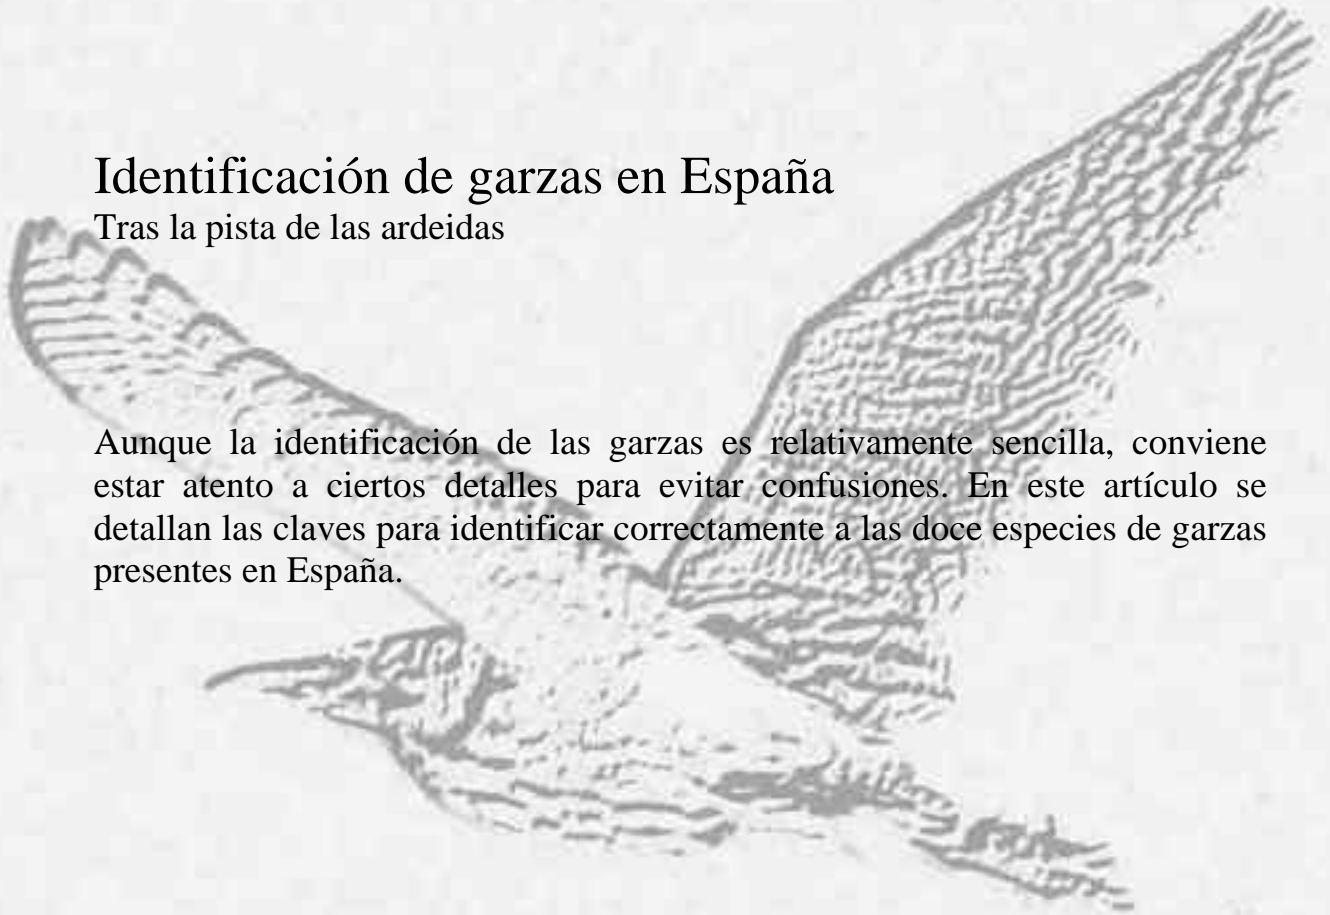 Identificación de garzas en España
Tras la pista de las ardeidas
Aunque la identificación de las garzas es relativamente sencilla, conviene
estar atento a ciertos detalles para evitar confusiones. En este artículo se
detallan las claves para identificar correctamente a las doce especies de garzas
presentes en España.